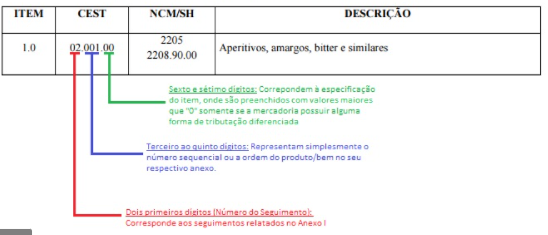 ITEM CEST NCM/SH DESCRIÇÃO
1.0 02.001.00 2205 2208.90.00 Aperitivos, amargos, bitter e similares
Sexto e sétimo dígitos: Correpondem à especificação
do item, onde são preenchidos com valores maiores
que "0" somente se a mercadoria possuir alguma
forma de tributação diferenciada
Terceiro ao quinto dígitos: Representam simplesmente o
número sequencial ou a ordem do produto/bem no seu
respectivo anexo.
Dois primeiros dígitos (Número do Seguimento):
Corresponde aos seguimentos relatados no Anexo I